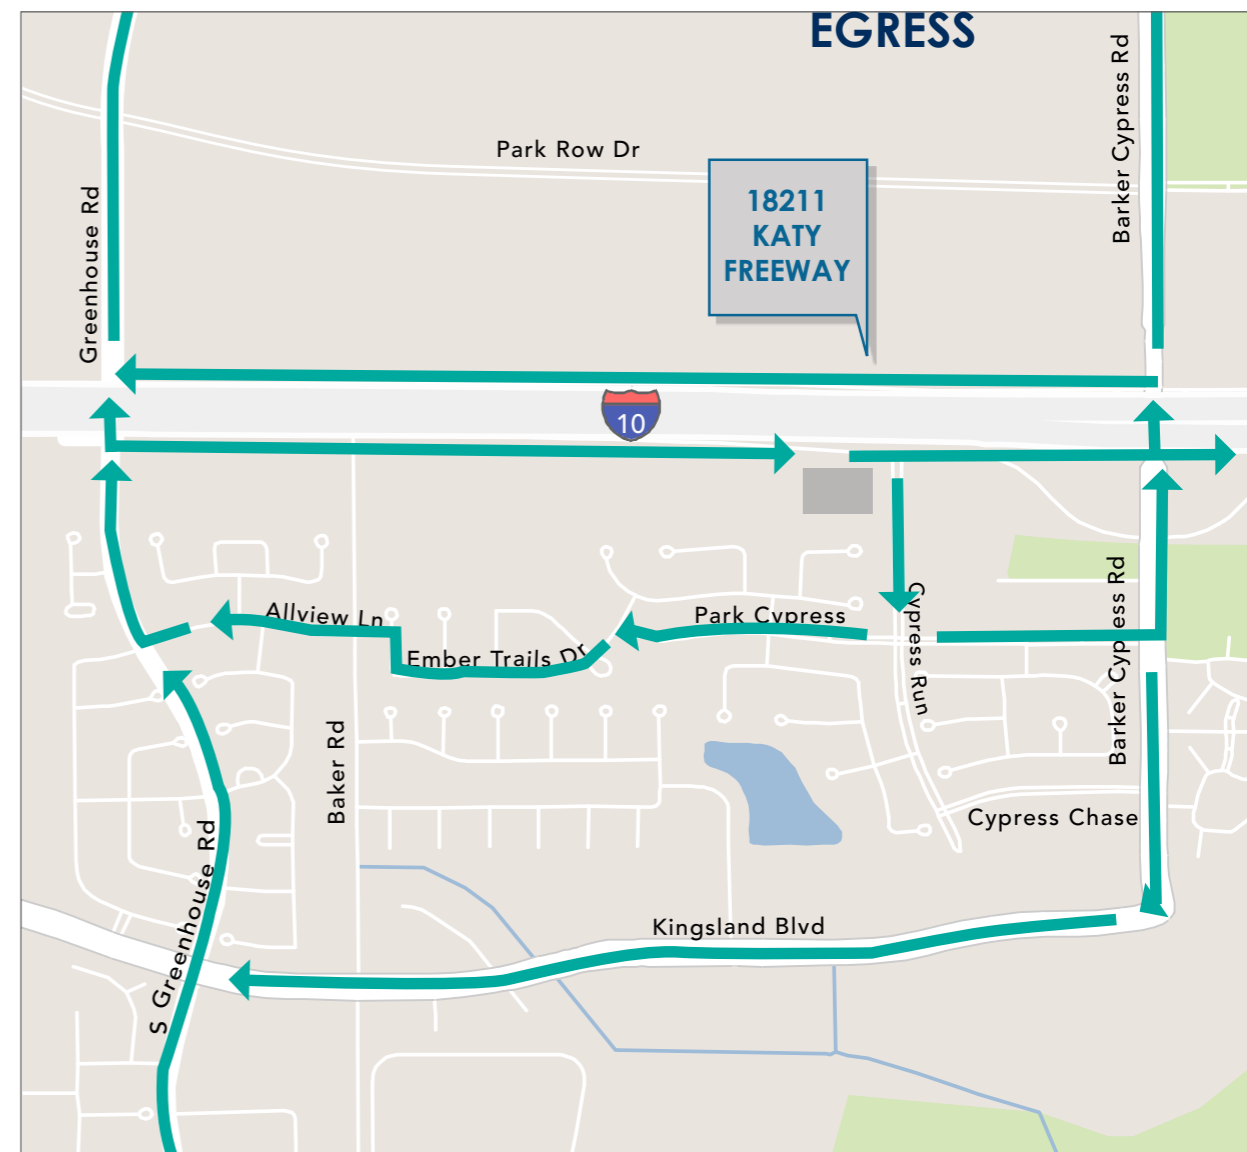 EGRESS
Barker Cypress Rd
Park Row Dr
18211
KATY
FREEWAY
Greenhouse Rd
10
Allview Ln
Park Cypress
Cypress Run
Barker Cypress Rd
Ember Trails Dr
Baker Rd
Cypress Chase
S Greenhouse Rd
Kingsland Blvd